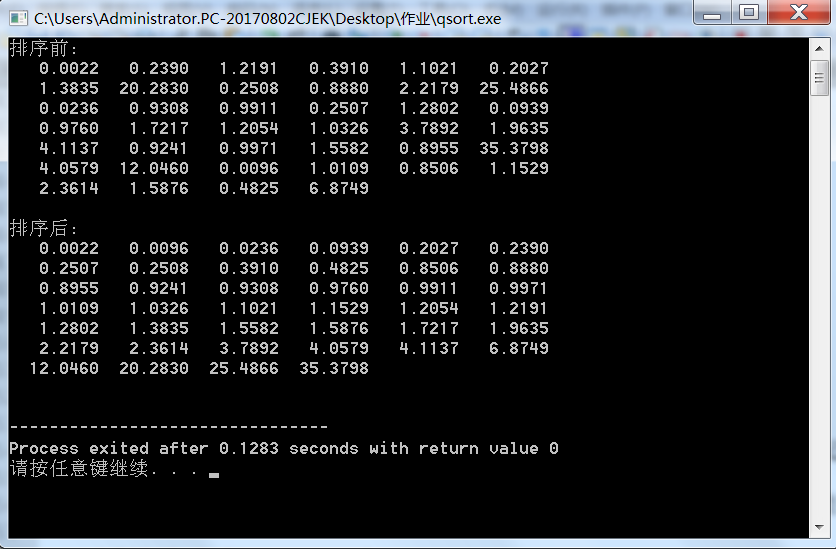 C:\Users\Administrator.PC-20170802CJEK\Desktop\作业\qsort.exe
排序前:
0.0022 0.2390 1.2191 0.3910 1.1021 0.2027
1.3835 20.2830 0.2508 0.8880 2.2179 25.4866
0.0236 0.9308 0.9911 0.2507 1.2802 0.0939
0.9760 1.7217 1.2054 1.0326 3.7892 1.9635
4.1137 0.9241 0.9971 1.5582 0.8955 35.3798
4.0579 12.0460 0.0096 1.0109 0.8506 1.1529
2.3614 1.5876 0.4825 6.8749
排序后:
0.0022 0.0096 0.0236 0.0939 0.2027 0.2390
0.2507 0.2508 0.3910 0.4825 0.8506 0.8880
0.8955 0.9241 0.9308 0.9760 0.9911 0.9971
1.0109 1.0326 1.1021 1.1529 1.2054 1.2191
1.2802 1.3835 1.5582 1.5876 1.7217 1.9635
2.2179 2.3614 3.7892 4.0579 4.1137 6.8749
12.0460 20.2830 25.4866 35.3798
--------------------------------
Process exited after 0.1283 seconds with return value 0
请按任意键继续. . .